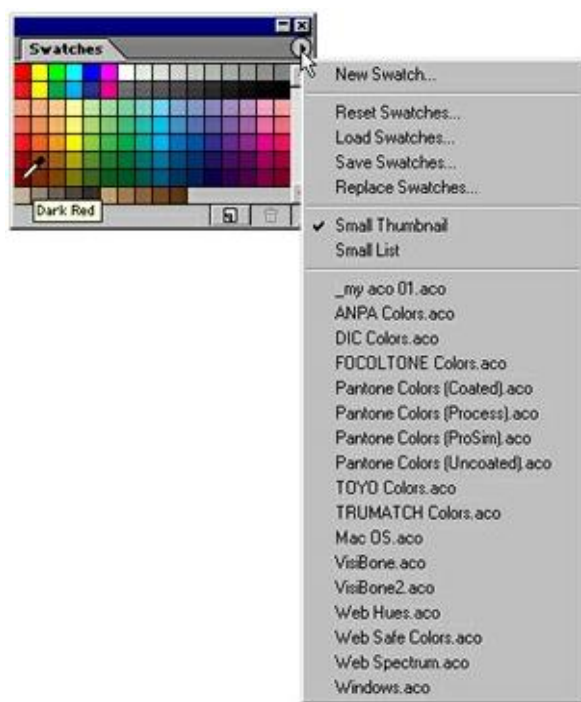 Swatches
Dark Red
New Swatch...
Reset Swatches...
Load Swatches...
Save Swatches...
Replace Swatches...
Small Thumbnail
Small List
_my aco 01.aco
ANPA Colors.aco
DIC Colors.aco
FOCOLTONE Colors.aco
Pantone Colors (Coated).aco
Pantone Colors (Process).aco
Pantone Colors (ProSim).aco
Pantone Colors (Uncoated).aco
TOYO Colors.aco
TRUMATCH Colors.aco
Mac OS.aco
VisiBone.aco
VisiBone2.aco
Web Hues.aco
Web Safe Colors.aco
Web Spectrum.aco
Windows.aco